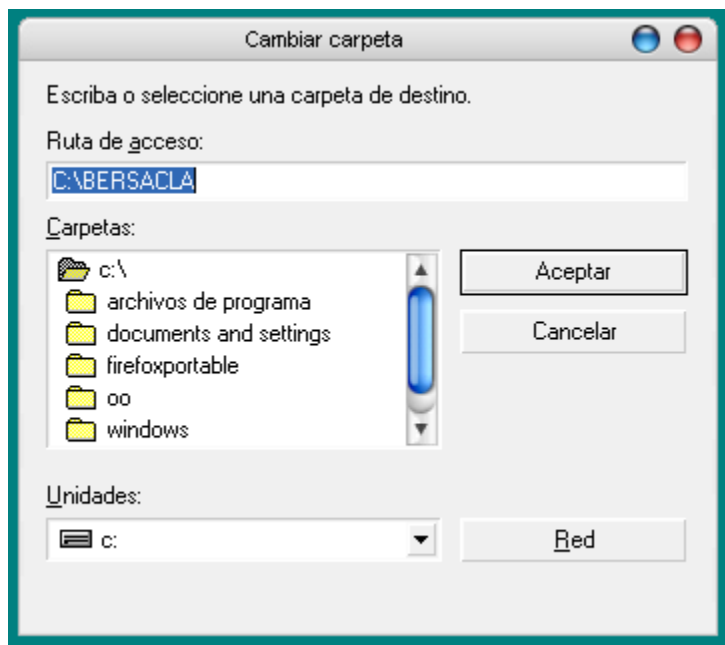 Cambiar carpeta
Escriba o seleccione una carpeta de destino.
Ruta de acceso:
C:\BERSACLA
Carpetas:
c:\
archivos de programa
documents and settings
firefoxportable
oo
windows
Aceptar
Cancelar
Unidades:
c:
Red